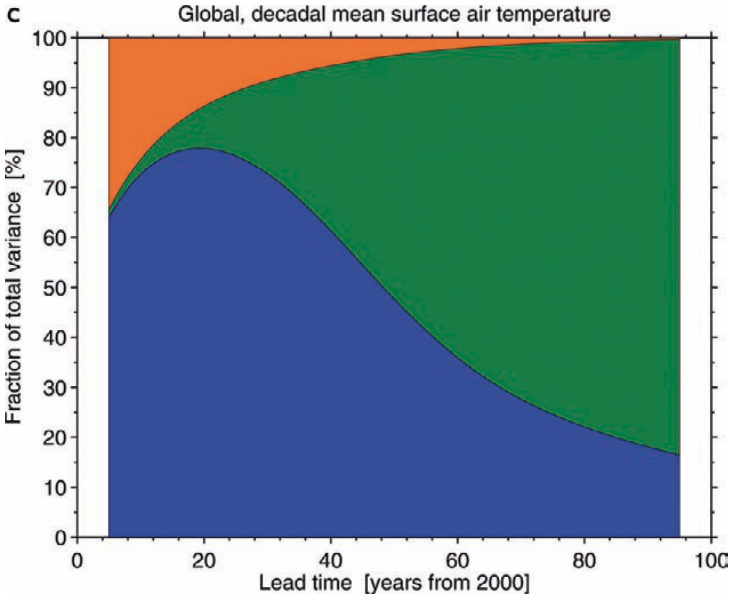 C
Global, decadal mean surface air temperature
100
90
80
70
60
50
40
30
20
10
0
Fraction of total variance [%]
0 20 40 60 80 100
Lead time [years from 2000]